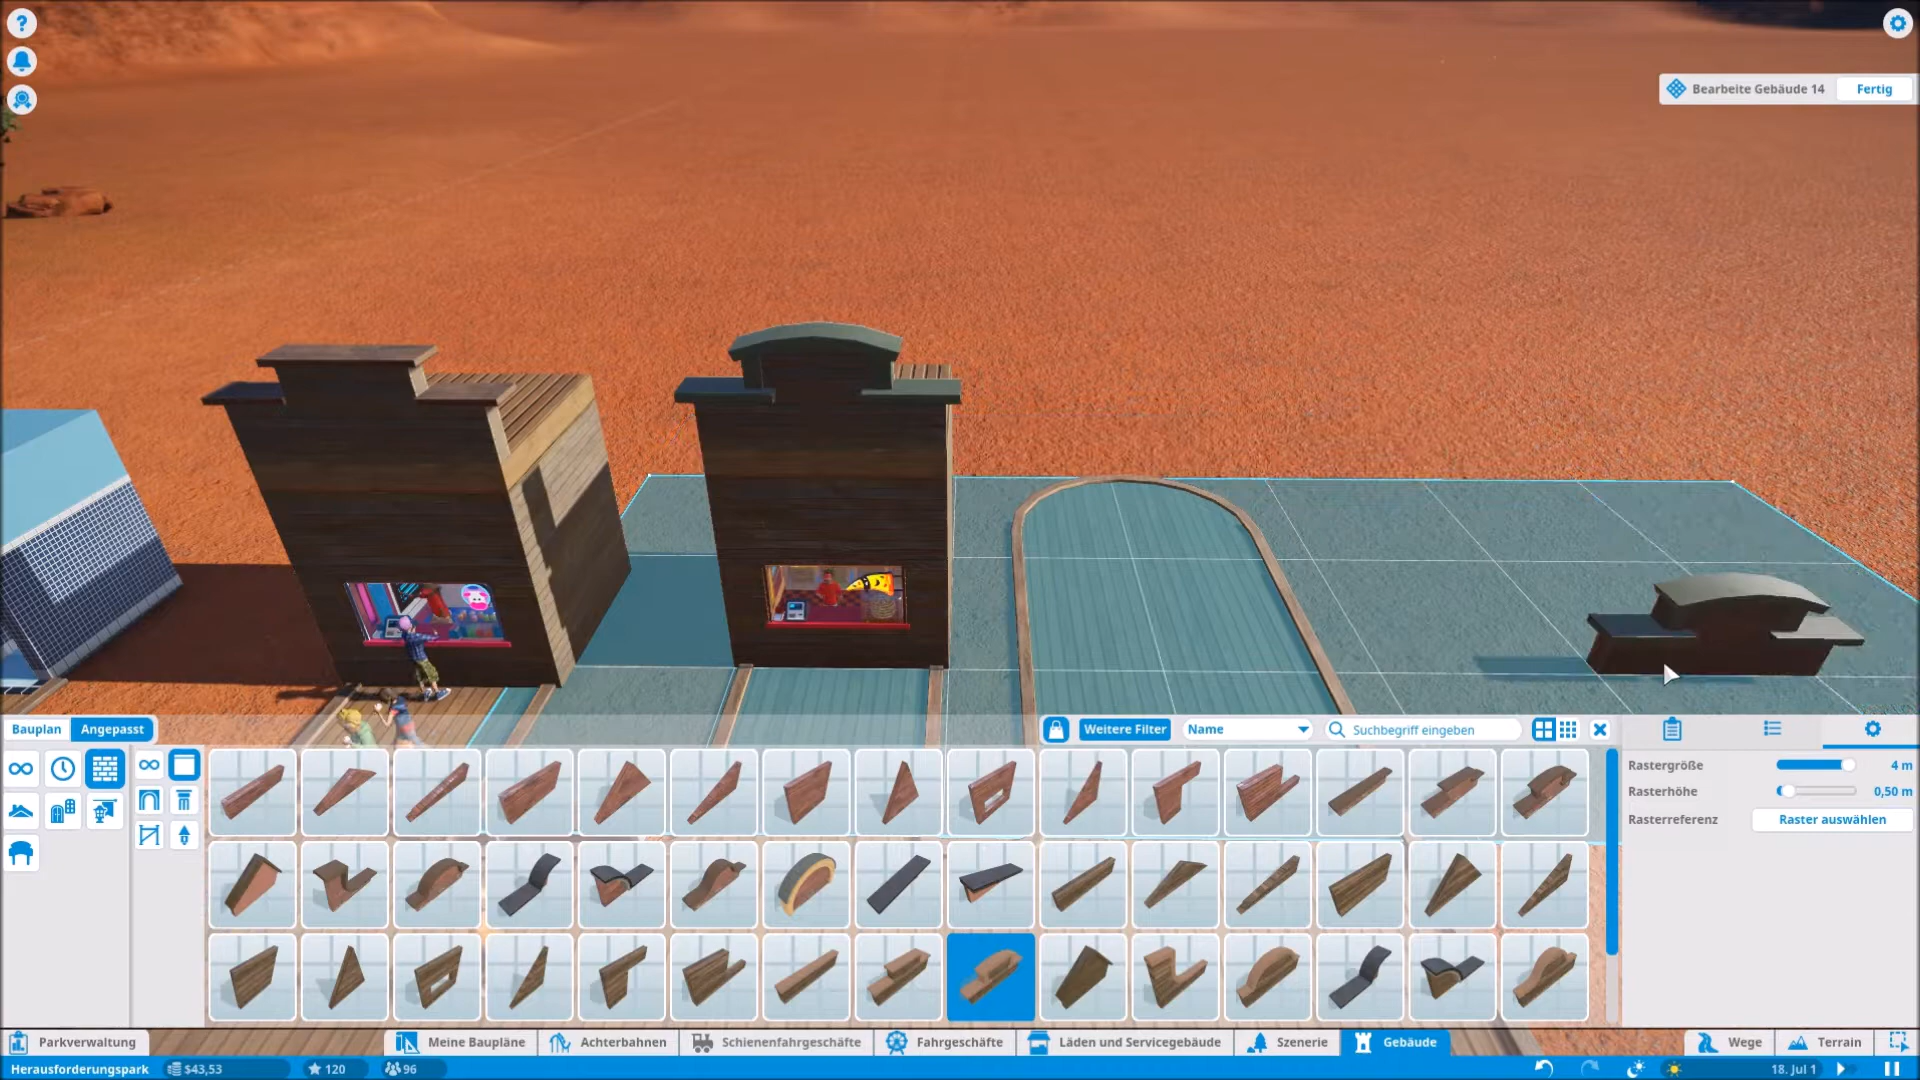 ?
Bearbeite Gebäude 14
Fertig
Bauplan
Angepasst
Weitere Filter
Name
Suchbegriff eingeben
Rastergröße
4 m
Rasterhöhe
0,50 m
Rasterreferenz
Raster auswählen
Parkverwaltung
Meine Baupläne
Achterbahnen
Schienenfahrgeschäfte
Fahrgeschäfte
Läden und Servicegebäude
Szenerie
Gebäude
Wege
Terrain
Herausforderungspark
$43,53
120
96
18. Jul 1